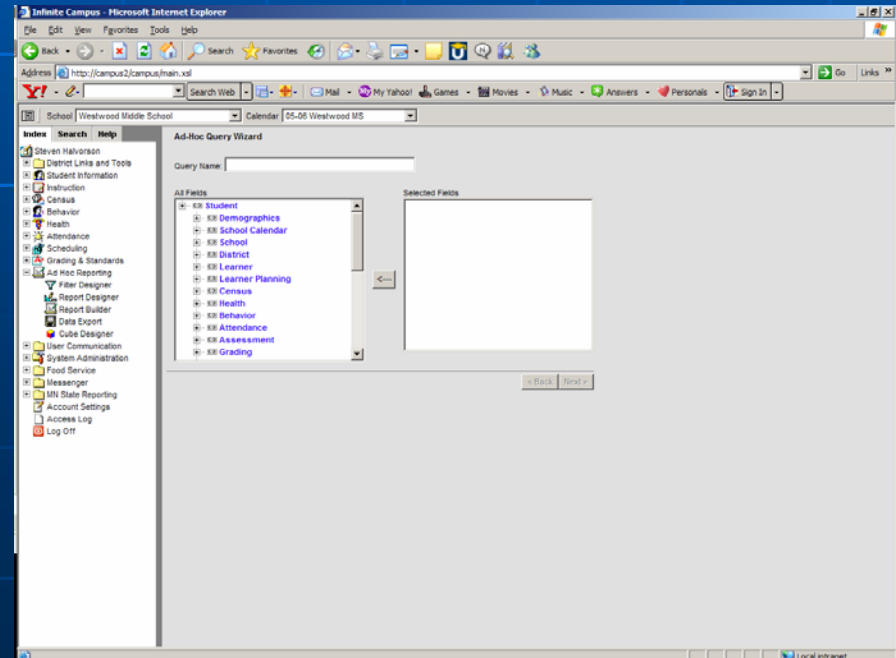 Infinite Campus - Microsoft Internet Explorer
File Edit View Favorites Tools Help
Back Search Favorites
Address http://campus2/campus/main.xsl Go Links »
Y! Search Web Mail My Yahoo! Games Movies Music Answers Personals Sign In
School Westwood Middle School Calendar 05-06 Westwood MS
Index Search Help
Steven Halvorson
District Links and Tools
Student Information
Instruction
Census
Behavior
Health
Attendance
Scheduling
Grading & Standards
Ad Hoc Reporting
Filter Designer
Report Designer
Report Builder
Data Export
Cube Designer
User Communication
System Administration
Food Service
Messenger
MN State Reporting
Account Settings
Access Log
Log Off
Ad-Hoc Query Wizard
Query Name:
All Fields
Student
Demographics
School Calendar
School
District
Learner
Learner Planning
Census
Health
Behavior
Attendance
Assessment
Grading
<---
Selected Fields
< Back Next >
Local intranet